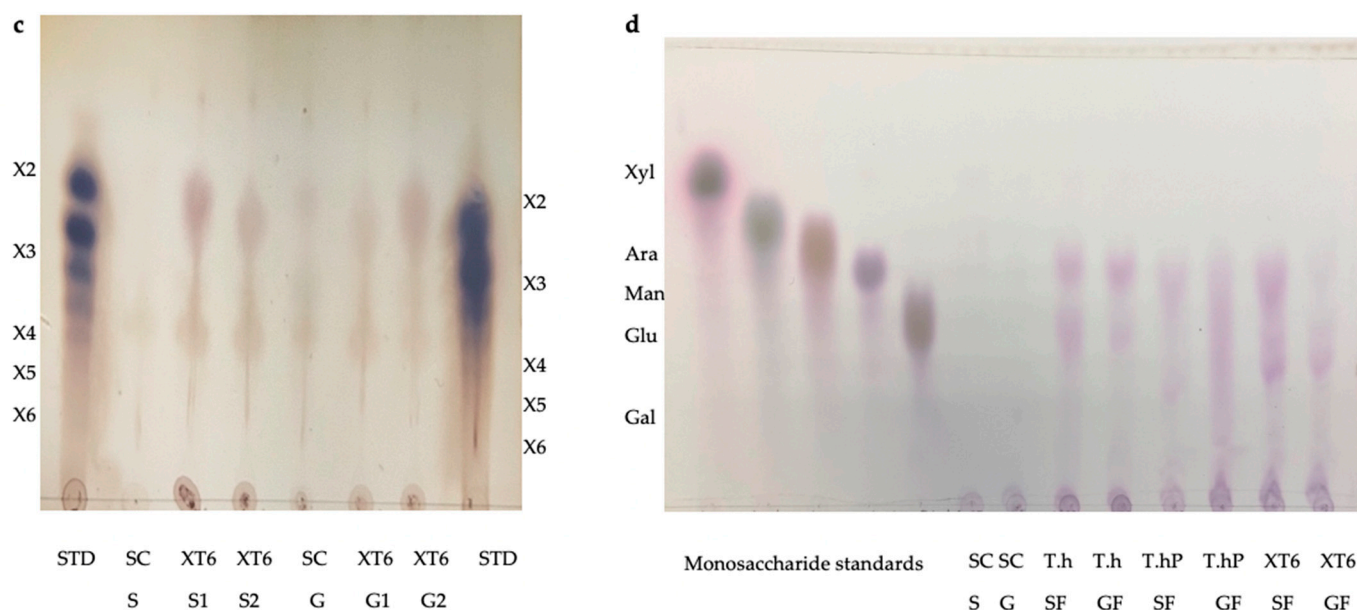 c
d
X2
X3
X4
X5
X6
X2
X3
X4
X5
X6
STD SC XT6 XT6 SC XT6 XT6 STD
S S1 S2 G G1 G2
Xyl
Ara
Man
Glu
Gal
Monosaccharide standards SC SC T.h T.h T.hP T.hP XT6 XT6
S G SF GF SF GF SF GF